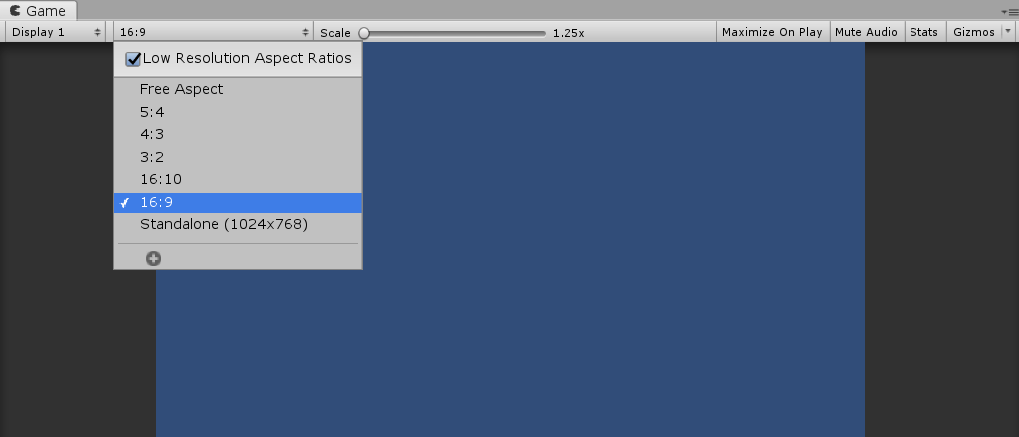 Game
Display 1 16:9 Scale 1.25x Maximize On Play Mute Audio Stats Gizmos
Low Resolution Aspect Ratios
Free Aspect
5:4
4:3
3:2
16:10
16:9
Standalone (1024x768)